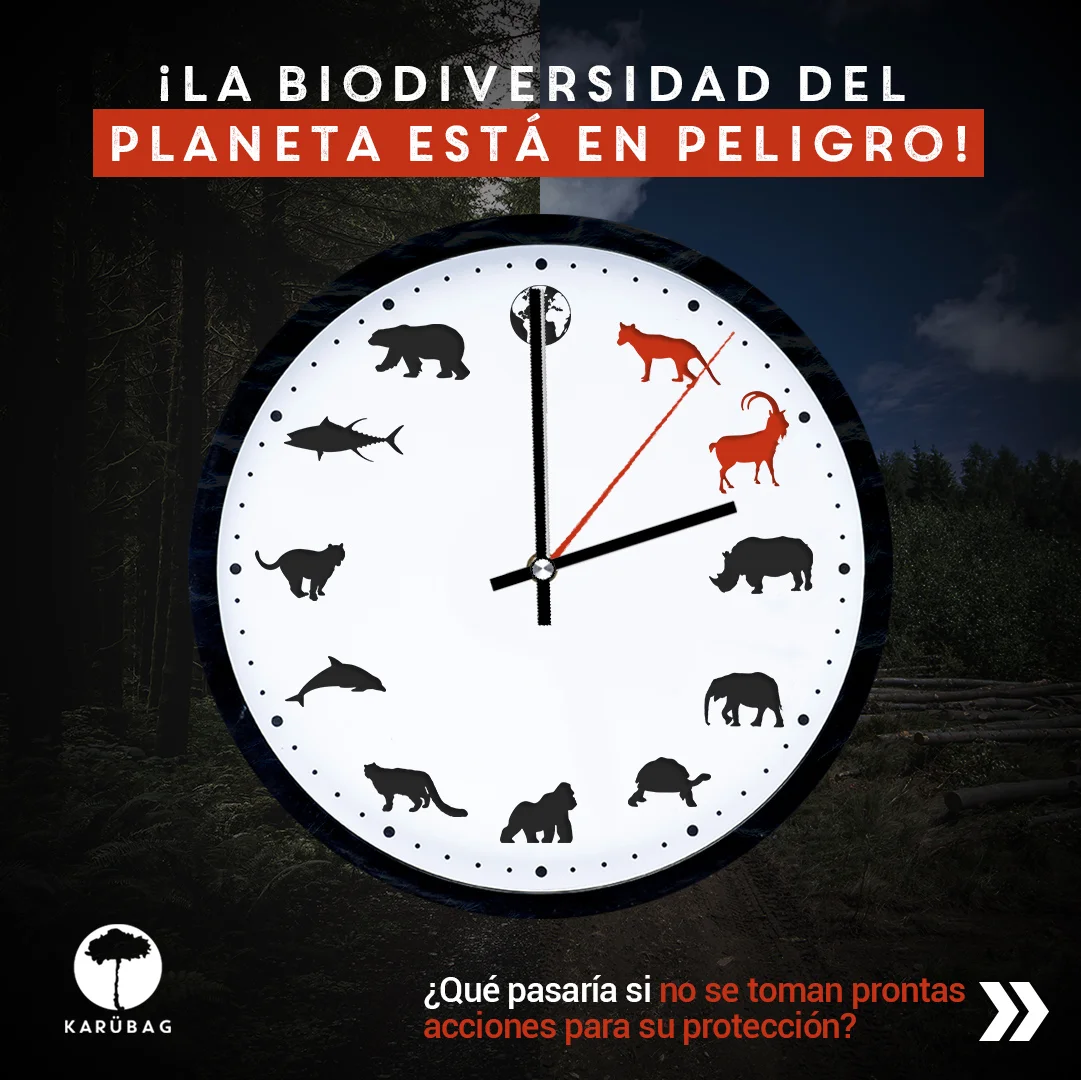 ¡LA BIODIVERSIDAD DEL
PLANETA ESTÁ EN PELIGRO!
KARÜBAG
¿Qué pasaría si no se toman prontas
acciones para su protección?